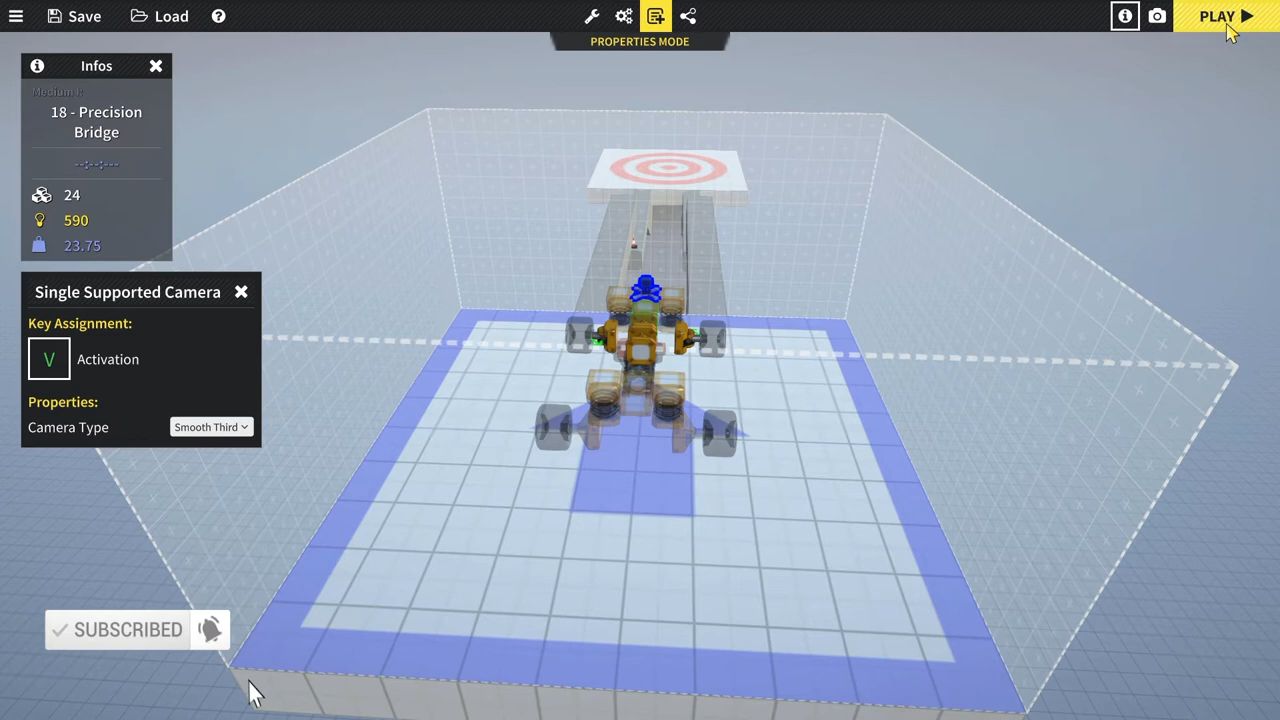 Save Load ? PLAY
PROPERTIES MODE
Infos
Medium I:
18 - Precision
Bridge
--:--:---
24
590
23.75
Single Supported Camera
Key Assignment:
V Activation
Properties:
Camera Type Smooth Third
SUBSCRIBED